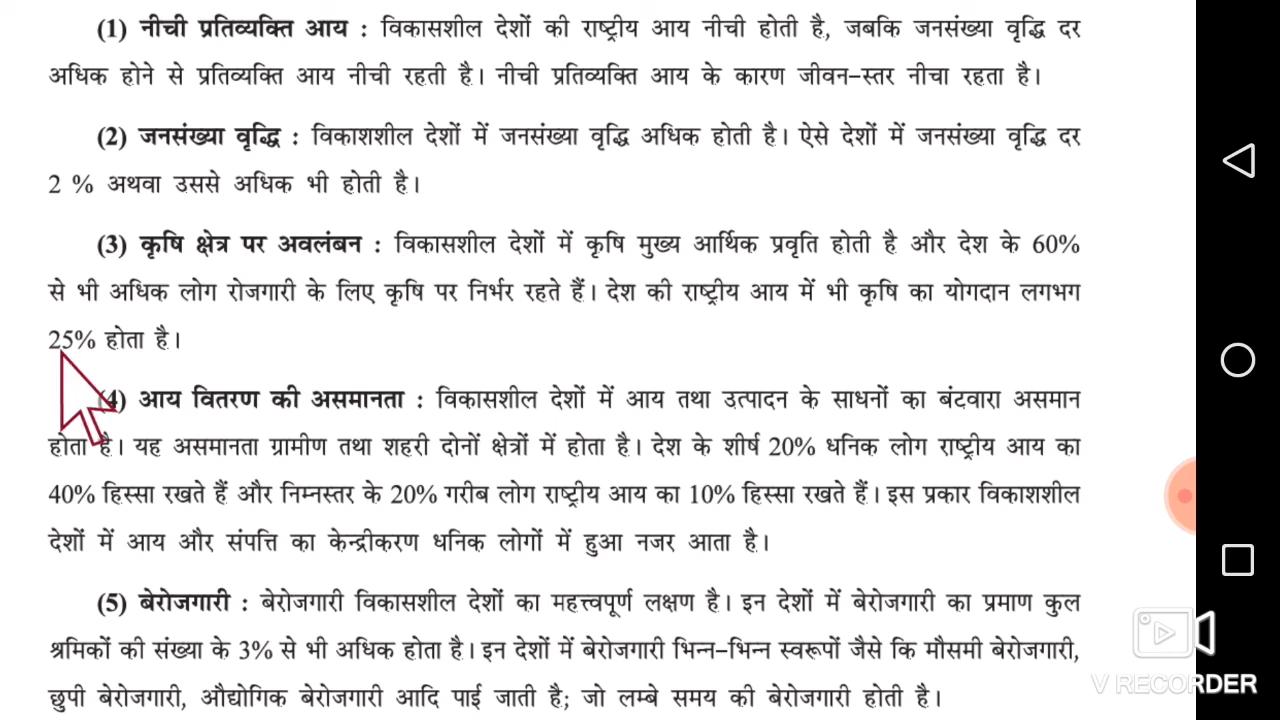 (1) नीची प्रतिव्यक्ति आय : विकासशील देशों की राष्ट्रीय आय नीची होती है, जबकि जनसंख्या वृद्धि दर
अधिक होने से प्रतिव्यक्ति आय नीची रहती है। नीची प्रतिव्यक्ति आय के कारण जीवन-स्तर नीचा रहता है।
(2) जनसंख्या वृद्धि : विकाशशील देशों में जनसंख्या वृद्धि अधिक होती है। ऐसे देशों में जनसंख्या वृद्धि दर
2 % अथवा उससे अधिक भी होती है।
(3) कृषि क्षेत्र पर अवलंबन : विकासशील देशों में कृषि मुख्य आर्थिक प्रवृति होती है और देश के 60%
से भी अधिक लोग रोजगारी के लिए कृषि पर निर्भर रहते हैं। देश की राष्ट्रीय आय में भी कृषि का योगदान लगभग
25% होता है।
(4) आय वितरण की असमानता : विकासशील देशों में आय तथा उत्पादन के साधनों का बंटवारा असमान
होता है। यह असमानता ग्रामीण तथा शहरी दोनों क्षेत्रों में होता है। देश के शीर्ष 20% धनिक लोग राष्ट्रीय आय का
40% हिस्सा रखते हैं और निम्नस्तर के 20% गरीब लोग राष्ट्रीय आय का 10% हिस्सा रखते हैं। इस प्रकार विकाशशील
देशों में आय और संपत्ति का केन्द्रीकरण धनिक लोगों में हुआ नजर आता है।
(5) बेरोजगारी : बेरोजगारी विकासशील देशों का महत्त्वपूर्ण लक्षण है। इन देशों में बेरोजगारी का प्रमाण कुल
श्रमिकों की संख्या के 3% से भी अधिक होता है। इन देशों में बेरोजगारी भिन्न-भिन्न स्वरूपों जैसे कि मौसमी बेरोजगारी,
छुपी बेरोजगारी, औद्योगिक बेरोजगारी आदि पाई जाती है; जो लम्बे समय की बेरोजगारी होती है।
V RECORDER